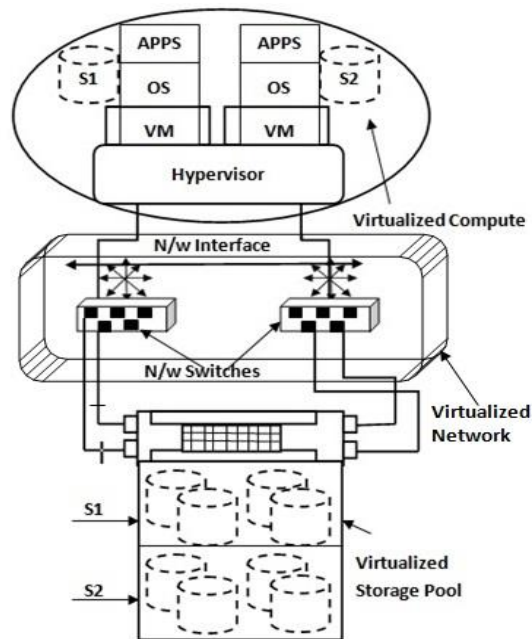 APPS
APPS
S1
S2
OS
OS
VM
VM
Hypervisor
Virtualized Compute
N/w Interface
N/w Switches
Virtualized
Network
S1
Virtualized
Storage Pool
S2